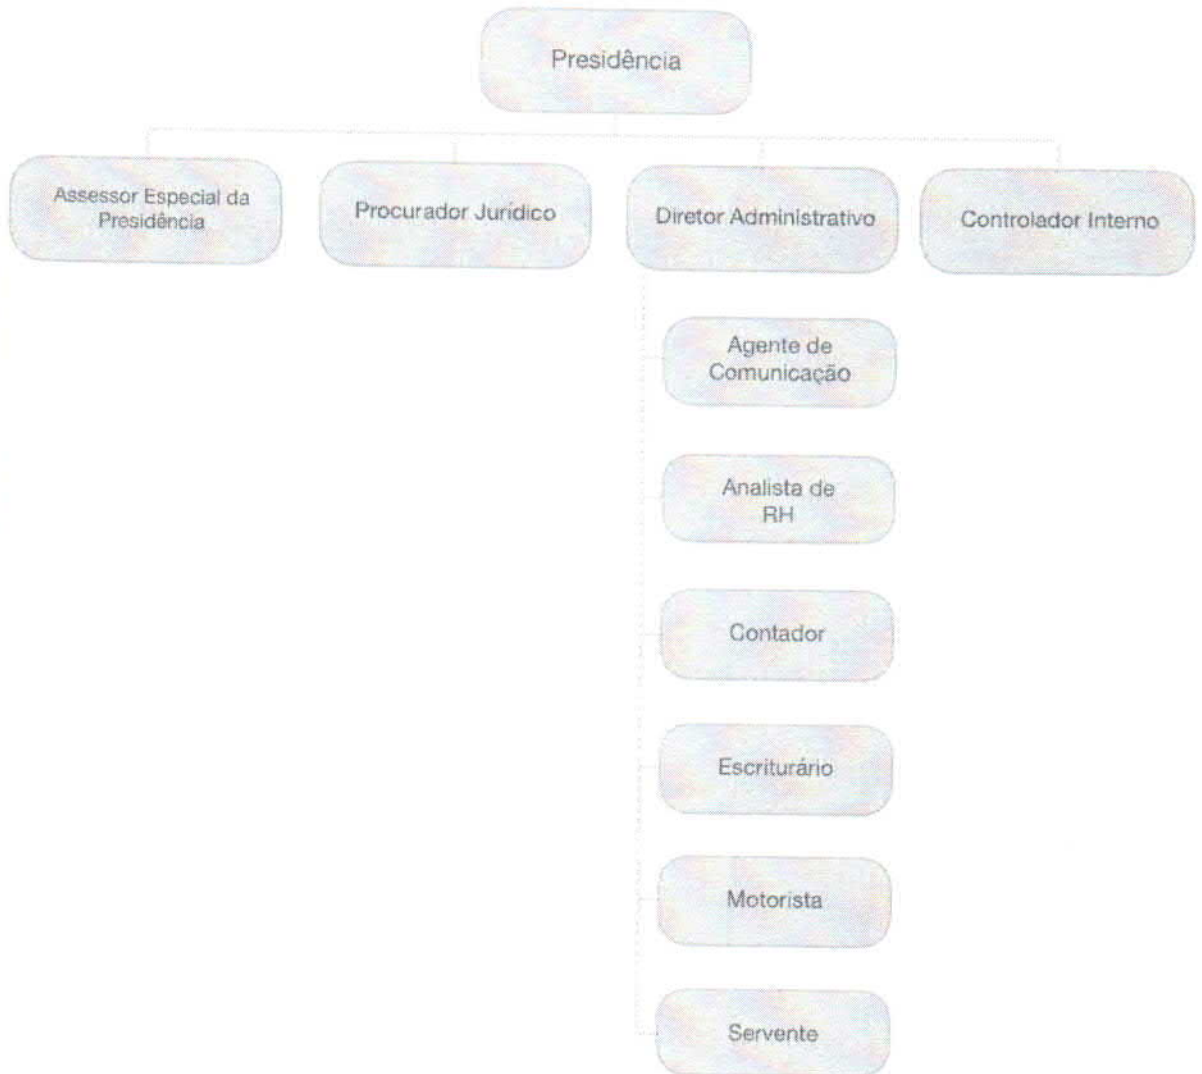 Presidência
Assessor Especial da
Presidência
Procurador Jurídico
Diretor Administrativo
Controlador Interno
Agente de
Comunicação
Analista de
RH
Contador
Escriturário
Motorista
Servente